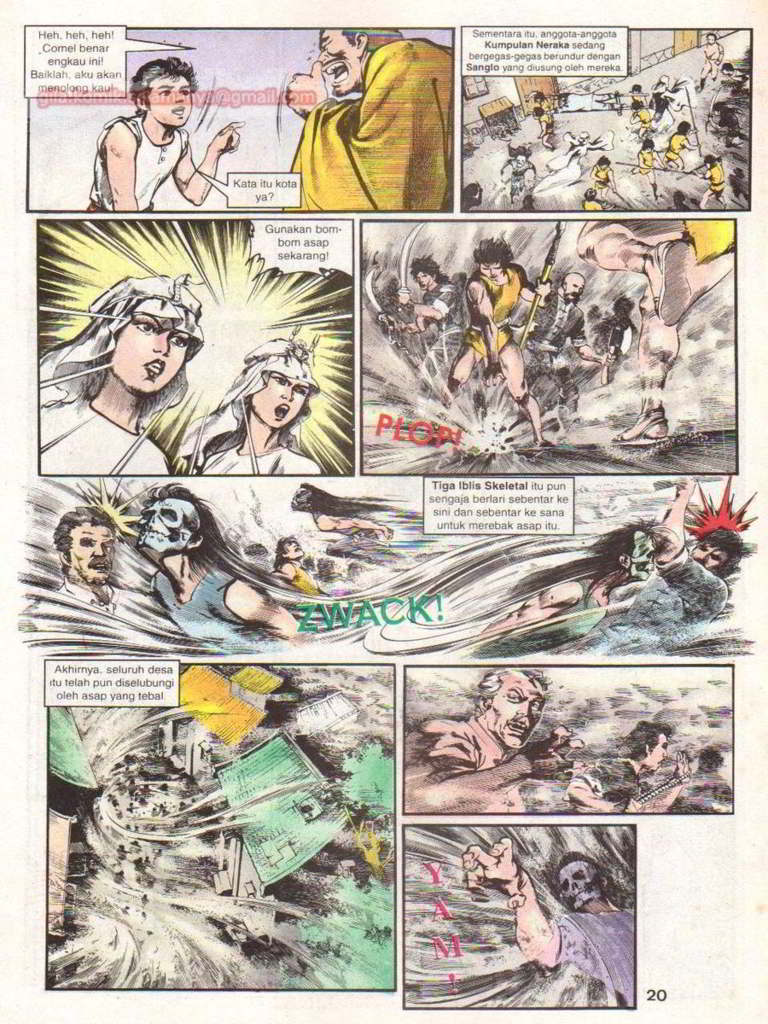 Heh, heh, heh!
Comel benar
engkau ini!
Baiklah, aku akan
menolong kau!
Kata itu kota
ya?
Sementara itu, anggota-anggota
Kumpulan Neraka sedang
bergegas-gegas berundur dengan
Sanglo yang diusung oleh mereka.
Gunakan bom-
bom asap
sekarang!
PLOP!
Tiga Iblis Skeletal itu pun
sengaja berlari sebentar ke
sini dan sebentar ke sana
untuk merebak asap itu.
ZWACK!
Akhirnya, seluruh desa
itu telah pun diselubungi
oleh asap yang tebal.
YAM!
20